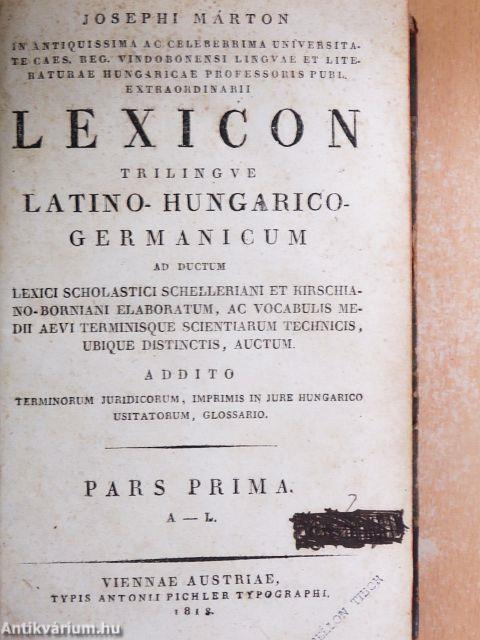 JOSEPHI MÁRTON
IN ANTIQUISSIMA AC CELEBERRIMA UNIVERSITA-
TE CAES. REG. VINDOBONENSI LINGVAE ET LITE-
RATURAE HUNGARICAE PROFESSORIS PUBL.
EXTRAORDINARII
LEXICON
TRILINGVE
LATINO- HUNGARICO-
GERMANICUM
AD DUCTUM
LEXICI SCHOLASTICI SCHELLERIANI ET KIRSCHIA-
NO-BORNIANI ELABORATUM, AC VOCABULIS ME-
DII AEVI TERMINISQUE SCIENTIARUM TECHNICIS,
UBIQUE DISTINCTIS, AUCTUM.
ADDITO
TERMINORUM JURIDICORUM, IMPRIMIS IN JURE HUNGARICO
USITATORUM, GLOSSARIO.
PARS PRIMA.
A — L.
VIENNAE AUSTRIAE,
TYPIS ANTONII PICHLER TYPOGRAPHI.
1818.
TIBOR
Antikvárium.hu